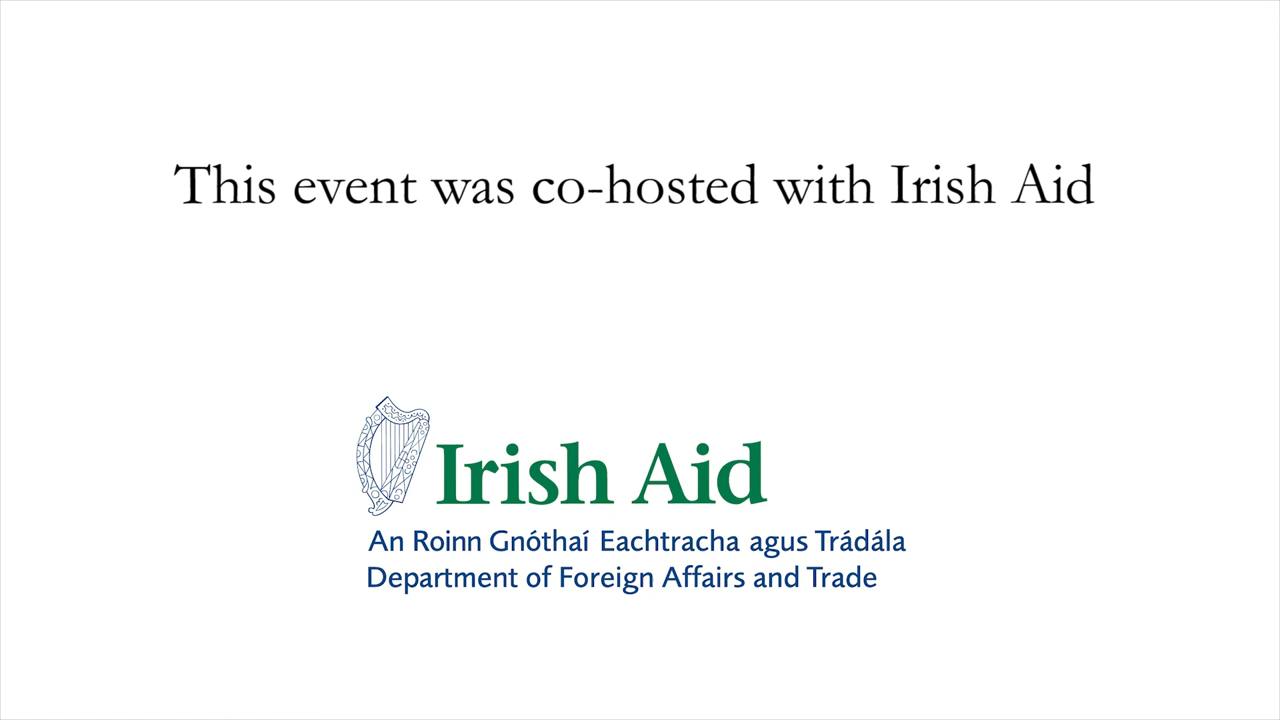 This event was co-hosted with Irish Aid
Irish Aid
An Roinn Gnóthaí Eachtracha agus Trádála
Department of Foreign Affairs and Trade